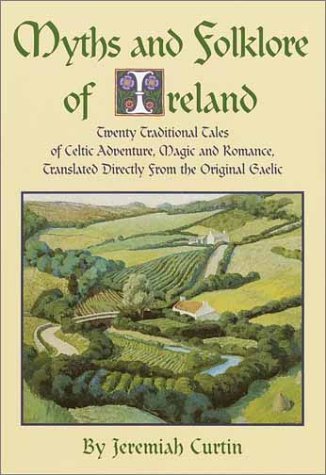 Myths and Folklore
of Ireland
Twenty Traditional Tales
of Celtic Adventure, Magic and Romance,
Translated Directly From the Original Gaelic
By Jeremiah Curtin